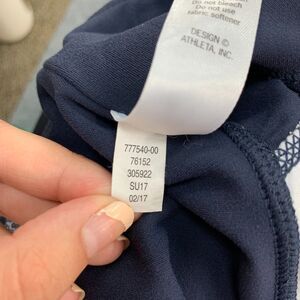 Do not bleach
Do not use
fabric softener
DESIGN ©
ATHLETA, INC.
777540-00
76152
305922
SU17
02/17